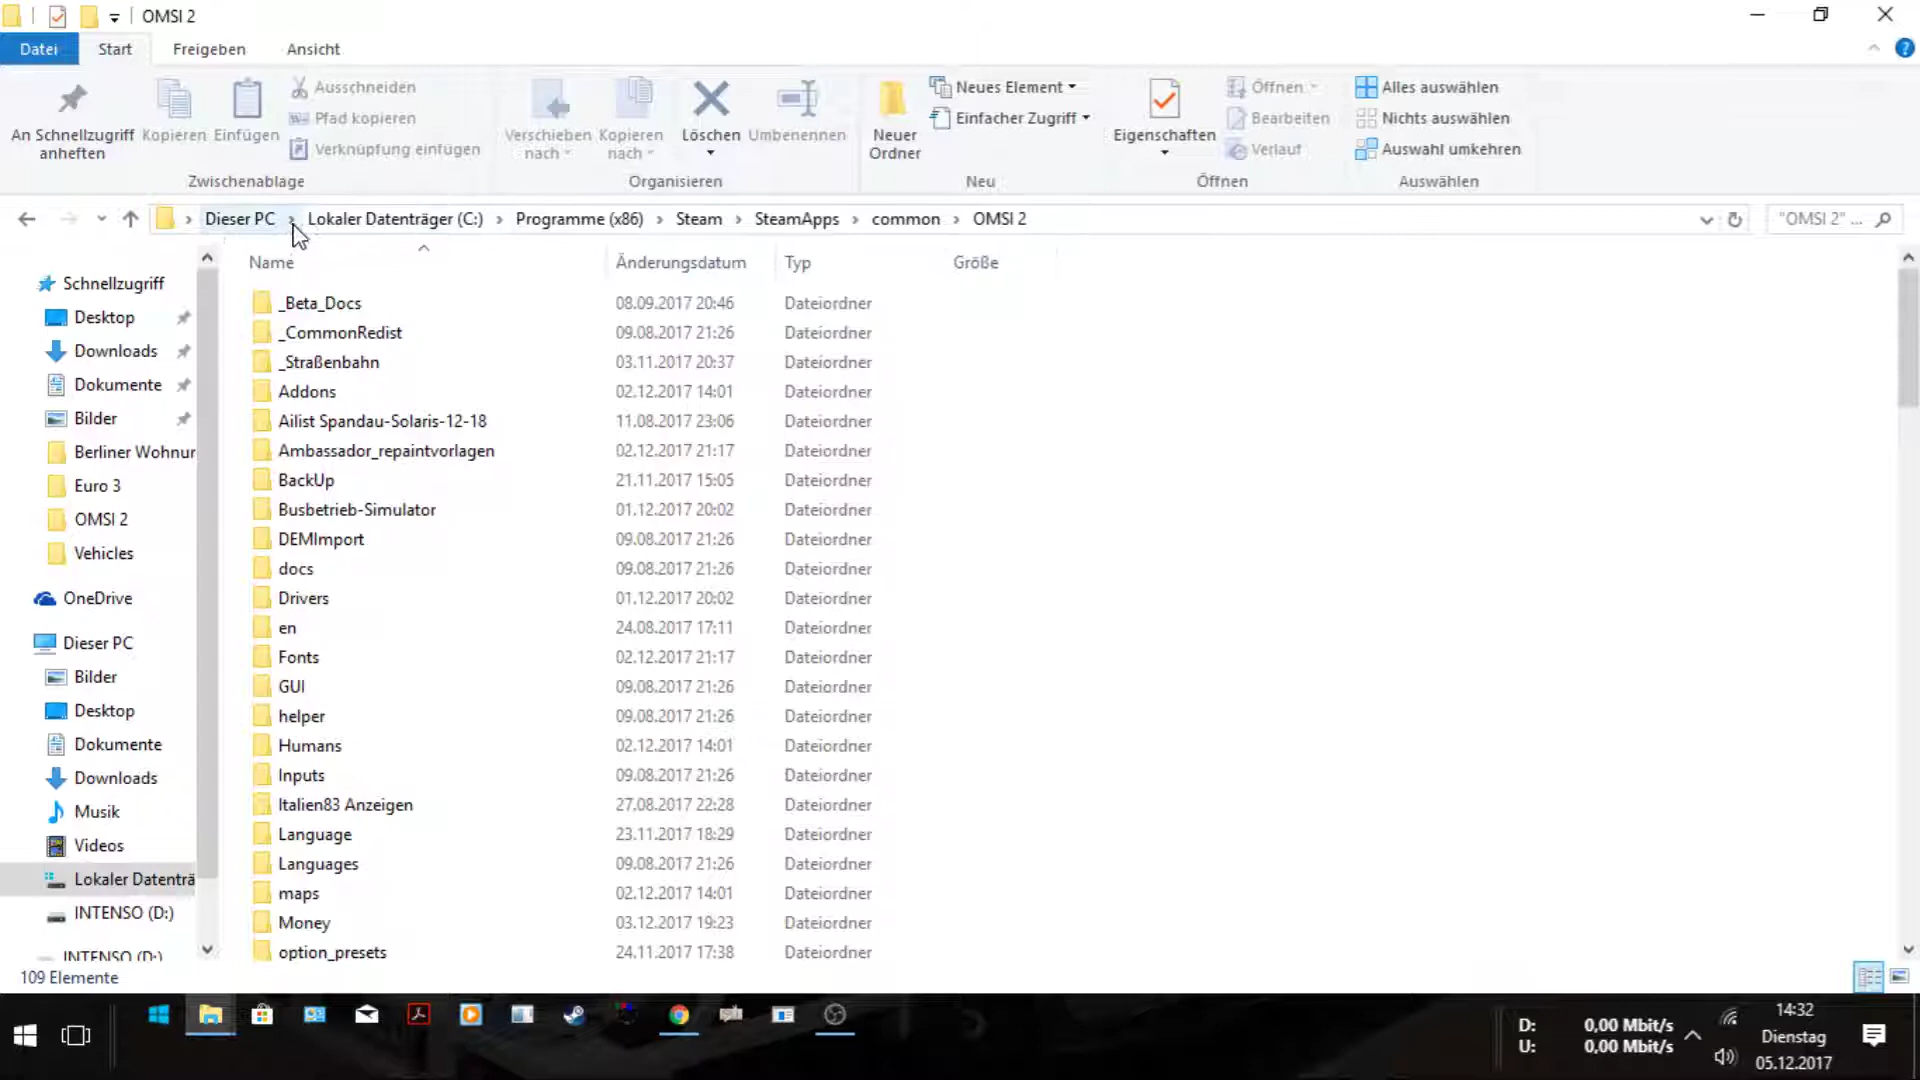 OMSI 2
Datei Start Freigeben Ansicht
An Schnellzugriff anheften
Kopieren
Einfügen
Ausschneiden
Pfad kopieren
Verknüpfung einfügen
Zwischenablage
Verschieben nach
Kopieren nach
Löschen
Umbenennen
Organisieren
Neuer Ordner
Neues Element
Einfacher Zugriff
Neu
Eigenschaften
Öffnen
Bearbeiten
Verlauf
Öffnen
Alles auswählen
Nichts auswählen
Auswahl umkehren
Auswählen
Dieser PC › Lokaler Datenträger (C:) › Programme (x86) › Steam › SteamApps › common › OMSI 2
"OMSI 2" ...
Schnellzugriff
Desktop
Downloads
Dokumente
Bilder
Berliner Wohnur
Euro 3
OMSI 2
Vehicles
OneDrive
Dieser PC
Bilder
Desktop
Dokumente
Downloads
Musik
Videos
Lokaler Datenträ
INTENSO (D:)
INTENSO (D:)
Name Änderungsdatum Typ Größe
_Beta_Docs 08.09.2017 20:46 Dateiordner
_CommonRedist 09.08.2017 21:26 Dateiordner
_Straßenbahn 03.11.2017 20:37 Dateiordner
Addons 02.12.2017 14:01 Dateiordner
Ailist Spandau-Solaris-12-18 11.08.2017 23:06 Dateiordner
Ambassador_repaintvorlagen 02.12.2017 21:17 Dateiordner
BackUp 21.11.2017 15:05 Dateiordner
Busbetrieb-Simulator 01.12.2017 20:02 Dateiordner
DEMImport 09.08.2017 21:26 Dateiordner
docs 09.08.2017 21:26 Dateiordner
Drivers 01.12.2017 20:02 Dateiordner
en 24.08.2017 17:11 Dateiordner
Fonts 02.12.2017 21:17 Dateiordner
GUI 09.08.2017 21:26 Dateiordner
helper 09.08.2017 21:26 Dateiordner
Humans 02.12.2017 14:01 Dateiordner
Inputs 09.08.2017 21:26 Dateiordner
Italien83 Anzeigen 27.08.2017 22:28 Dateiordner
Language 23.11.2017 18:29 Dateiordner
Languages 09.08.2017 21:26 Dateiordner
maps 02.12.2017 14:01 Dateiordner
Money 03.12.2017 19:23 Dateiordner
option_presets 24.11.2017 17:38 Dateiordner
109 Elemente
D: 0,00 Mbit/s
U: 0,00 Mbit/s
14:32
Dienstag
05.12.2017